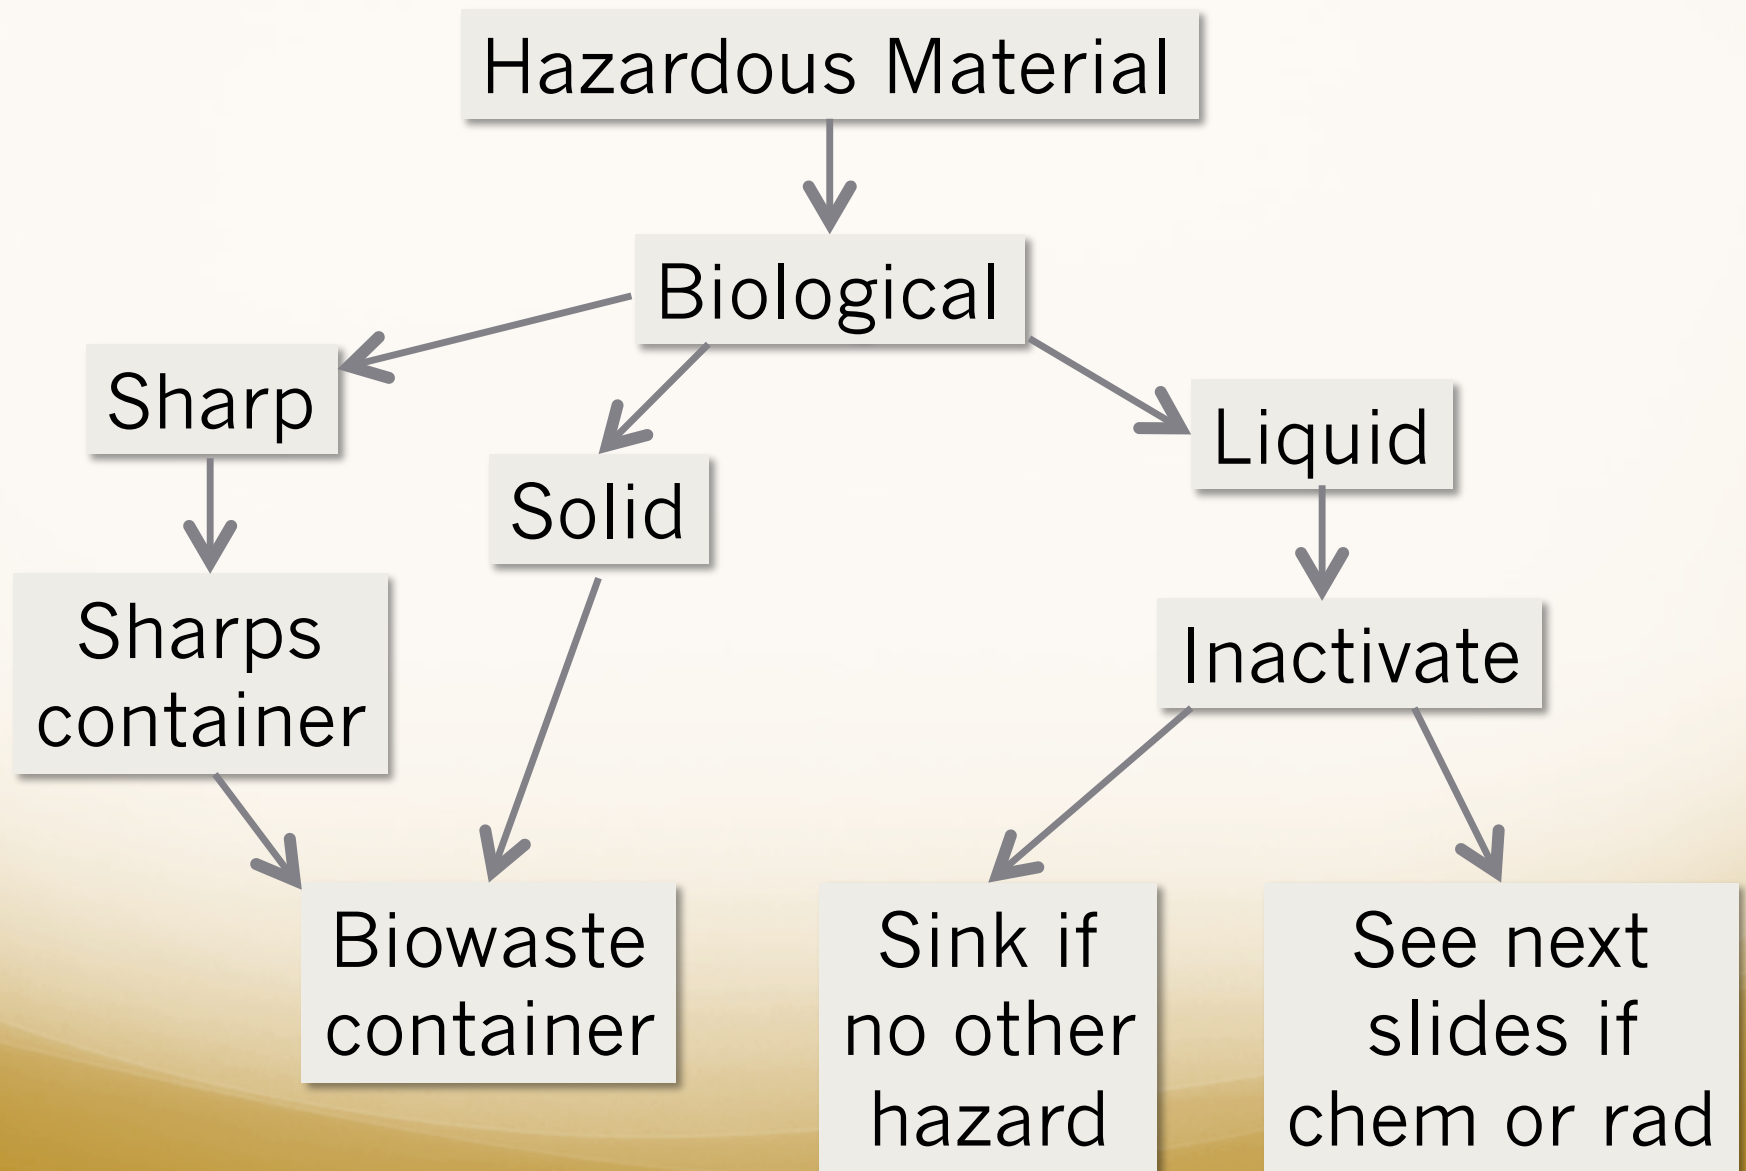 Hazardous Material
Biological
Sharp
Solid
Liquid
Sharps
container
Inactivate
Biowaste
container
Sink if
no other
hazard
See next
slides if
chem or rad